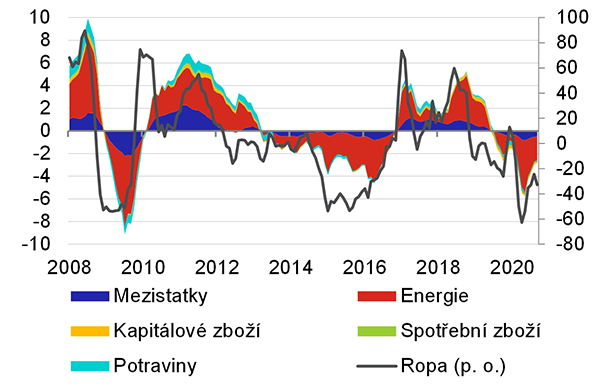 10 100
8 80
6 60
4 40
2 20
0 0
-2 -20
-4 -40
-6 -60
-8
-10 -80
2008 2010 2012 2014 2016 2018 2020
Mezistatky Energie
Kapitálové zboží Spotřební zboží
Potraviny Ropa (p. o.)